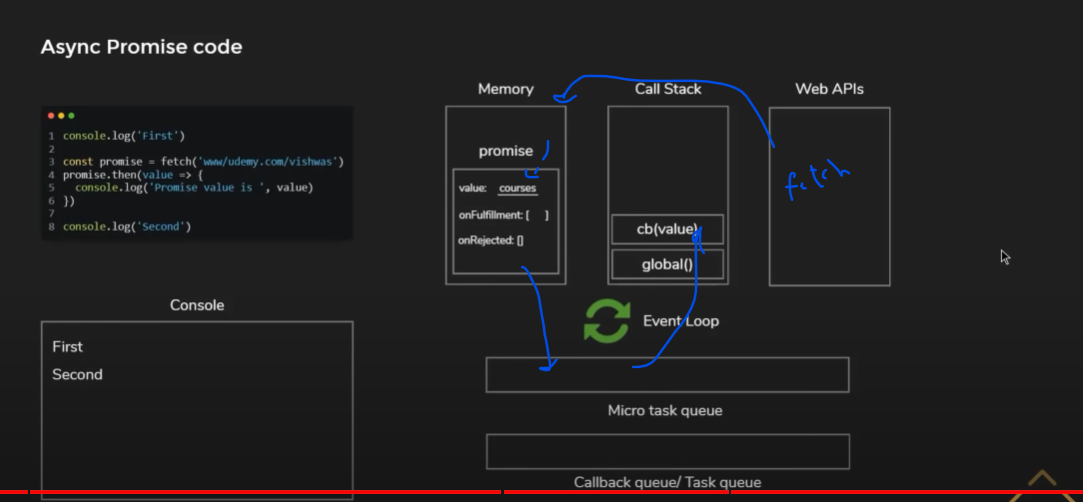 Async Promise code
Memory
Call Stack
Web APIs
1 console.log('First')
2
3 const promise = fetch('www/udemy.com/vishwas')
4 promise.then(value => {
5   console.log('Promise value is ', value)
6 })
7
8 console.log('Second')
promise
value: courses
onFulfillment: [ ]
onRejected: []
cb(value)
global()
fetch
Event Loop
Console
First
Second
Micro task queue
Callback queue/ Task queue